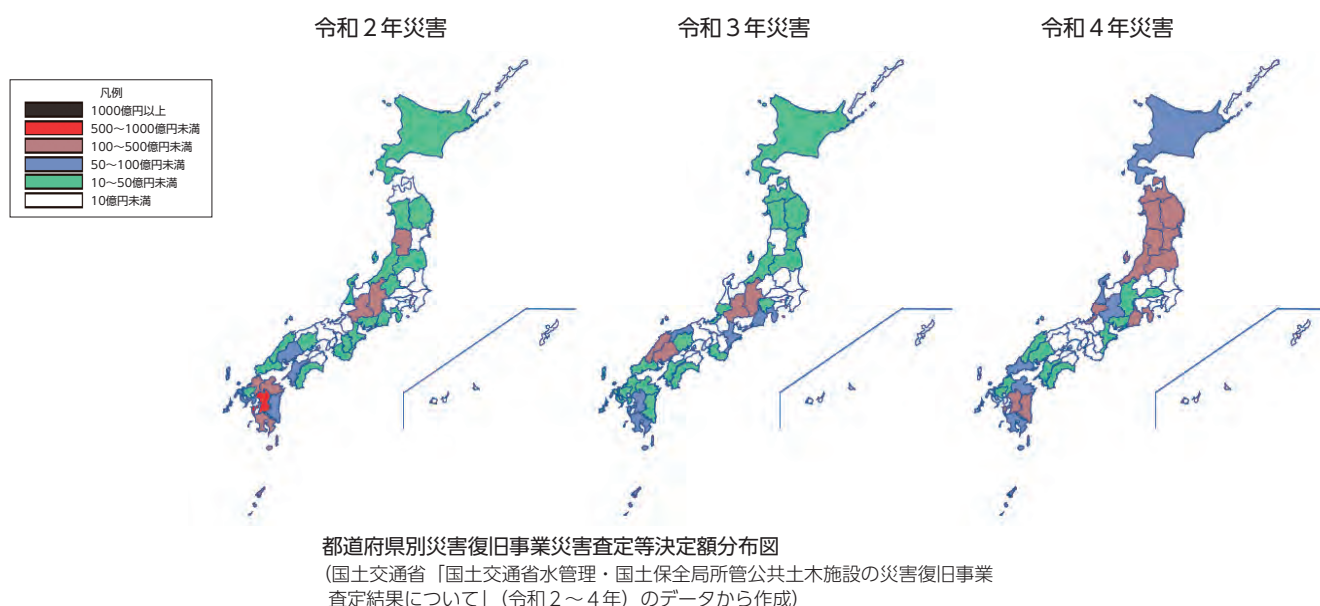 令和２年災害
令和３年災害
令和４年災害
凡例
1000億円以上
500～1000億円未満
100～500億円未満
50～100億円未満
10～50億円未満
10億円未満
都道府県別災害復旧事業災害査定等決定額分布図
（国土交通省「国土交通省水管理・国土保全局所管公共土木施設の災害復旧事業
査定結果について」（令和２～４年）のデータから作成）